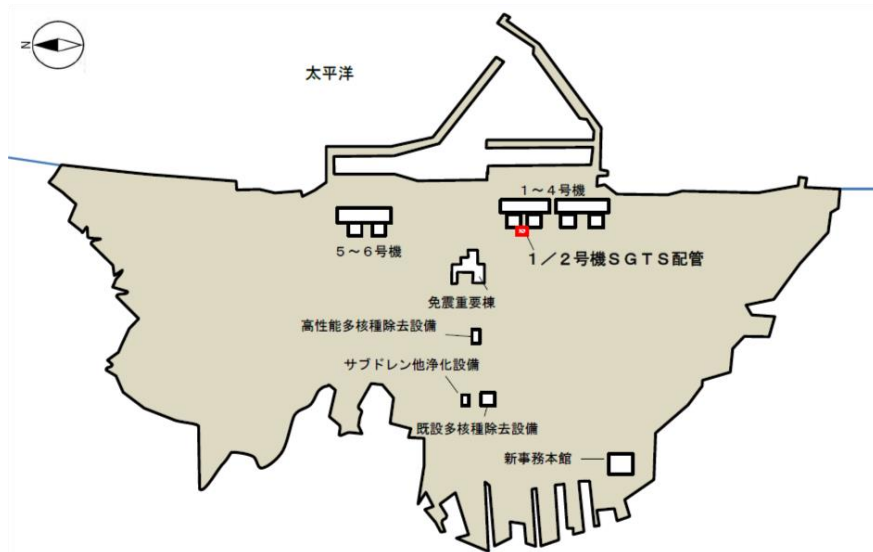 N
太平洋
1~4号機
5~6号機
1/2号機SGTS配管
免震重要棟
高性能多核種除去設備
サブドレン他浄化設備
既設多核種除去設備
新事務本館